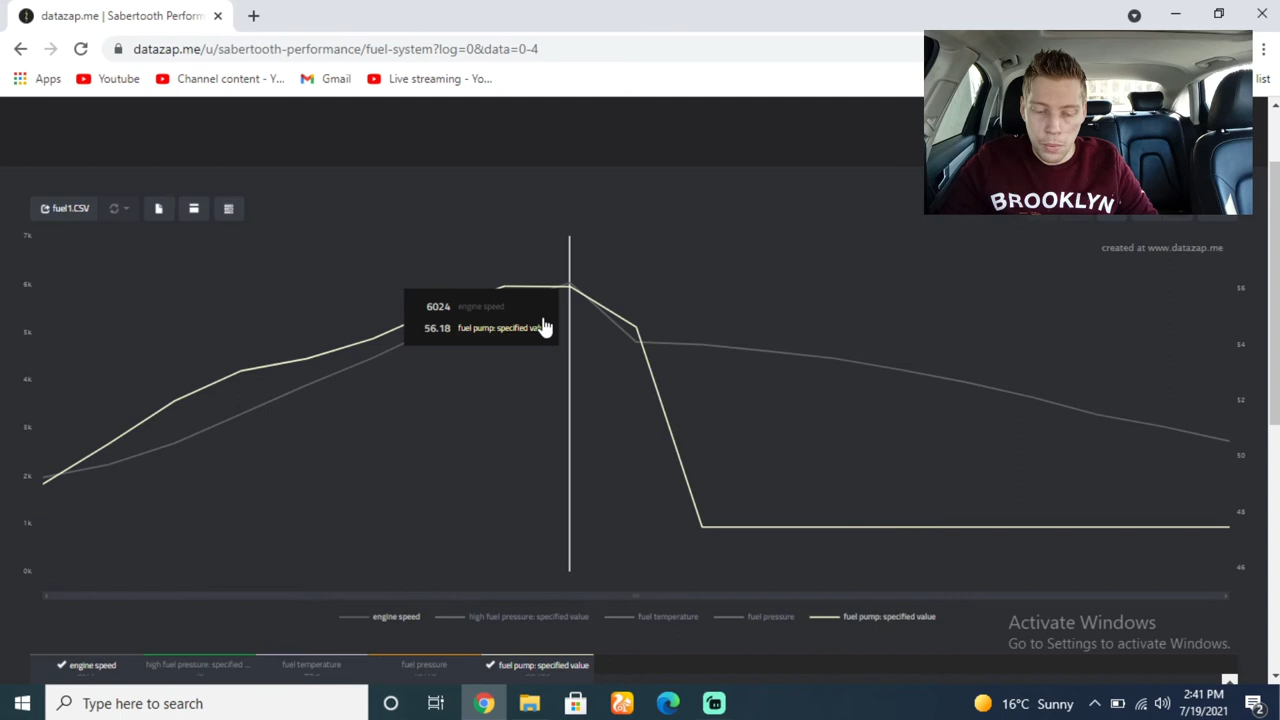 datazap.me | Sabertooth Perform
datazap.me/u/sabertooth-performance/fuel-system?log=0&data=0-4
Apps
Youtube
Channel content - Y...
Gmail
Live streaming - Yo...
list
BROOKLYN
fuel1.CSV
created at www.datazap.me
7k
6k
5k
4k
3k
2k
1k
0k
6024 engine speed
56.18 fuel pump: specified
56
54
52
50
48
46
engine speed
high fuel pressure: specified value
fuel temperature
fuel pressure
fuel pump: specified value
Activate Windows
Go to Settings to activate Windows.
engine speed
high fuel pressure: specified ...
fuel temperature
fuel pressure
fuel pump: specified value
Type here to search
16°C Sunny
2:41 PM
7/19/2021
2